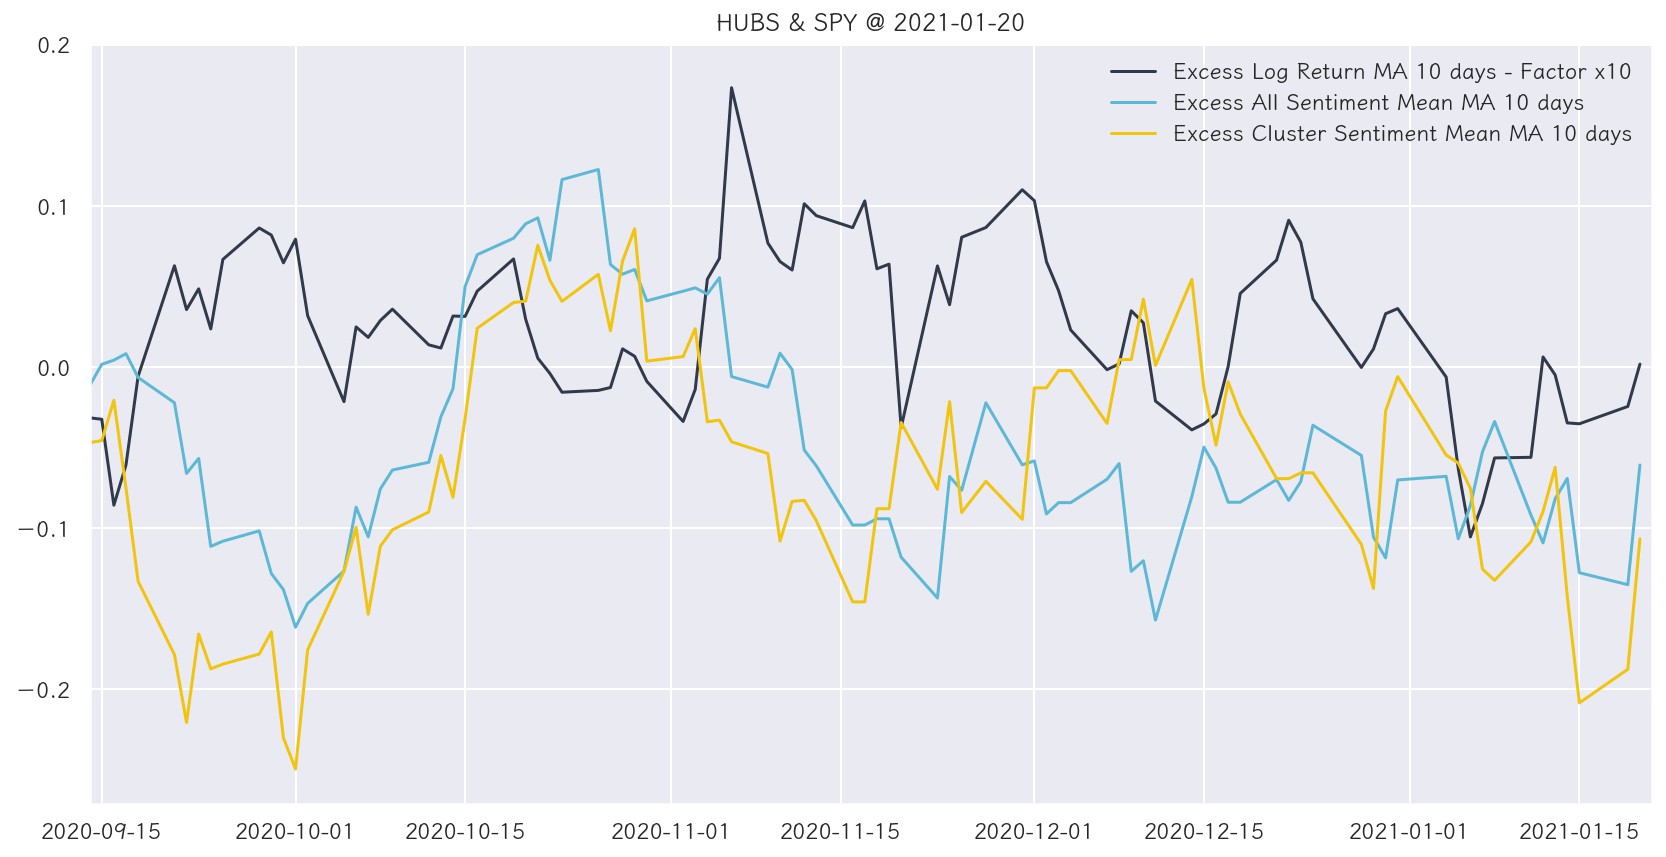 HUBS & SPY @ 2021-01-20
Excess Log Return MA 10 days - Factor x10
Excess All Sentiment Mean MA 10 days
Excess Cluster Sentiment Mean MA 10 days
0.2
0.1
0.0
−0.1
−0.2
2020-09-15 2020-10-01 2020-10-15 2020-11-01 2020-11-15 2020-12-01 2020-12-15 2021-01-01 2021-01-15